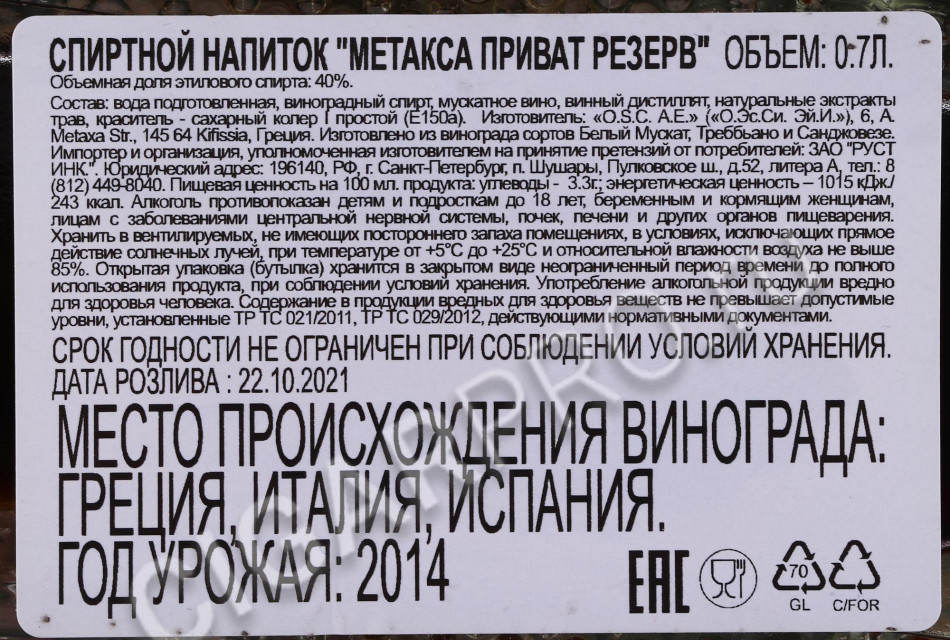 СПИРТНОЙ НАПИТОК "МЕТАКСА ПРИВАТ РЕЗЕРВ" ОБЪЕМ: 0.7Л.
Объемная доля этилового спирта: 40%.
Состав: вода подготовленная, виноградный спирт, мускатное вино, винный дистиллят, натуральные экстракты
трав, краситель - сахарный колер I простой (Е150а). Изготовитель: «O.S.C. A.E.» («О.Эс.Си. Эй.И.»), 6, A.
Metaxa Str., 145 64 Kifissia, Греция. Изготовлено из винограда сортов Белый Мускат, Треббьано и Санджовезе.
Импортер и организация, уполномоченная изготовителем на принятие претензий от потребителей: ЗАО "РУСТ
ИНК.". Юридический адрес: 196140, РФ, г. Санкт-Петербург, п. Шушары, Пулковское ш., д.52, литера А, тел.: 8
(812) 449-8040. Пищевая ценность на 100 мл. продукта: углеводы - 3.3г; энергетическая ценность – 1015 кДж./
243 ккал. Алкоголь противопоказан детям и подросткам до 18 лет, беременным и кормящим женщинам,
лицам с заболеваниями центральной нервной системы, почек, печени и других органов пищеварения.
Хранить в вентилируемых, не имеющих постороннего запаха помещениях, в условиях, исключающих прямое
действие солнечных лучей, при температуре от +5°С до +25°С и относительной влажности воздуха не выше
85%. Открытая упаковка (бутылка) хранится в закрытом виде неограниченный период времени до полного
использования продукта, при соблюдении условий хранения. Употребление алкогольной продукции вредно
для здоровья человека. Содержание в продукции вредных для здоровья веществ не превышает допустимые
уровни, установленные ТР ТС 021/2011, ТР ТС 029/2012, действующими нормативными документами.
СРОК ГОДНОСТИ НЕ ОГРАНИЧЕН ПРИ СОБЛЮДЕНИИ УСЛОВИЙ ХРАНЕНИЯ.
ДАТА РОЗЛИВА : 22.10.2021
МЕСТО ПРОИСХОЖДЕНИЯ ВИНОГРАДА:
ГРЕЦИЯ, ИТАЛИЯ, ИСПАНИЯ.
ГОД УРОЖАЯ: 2014
EAC
70
GL
C/FOR
CIGARPRO.RU